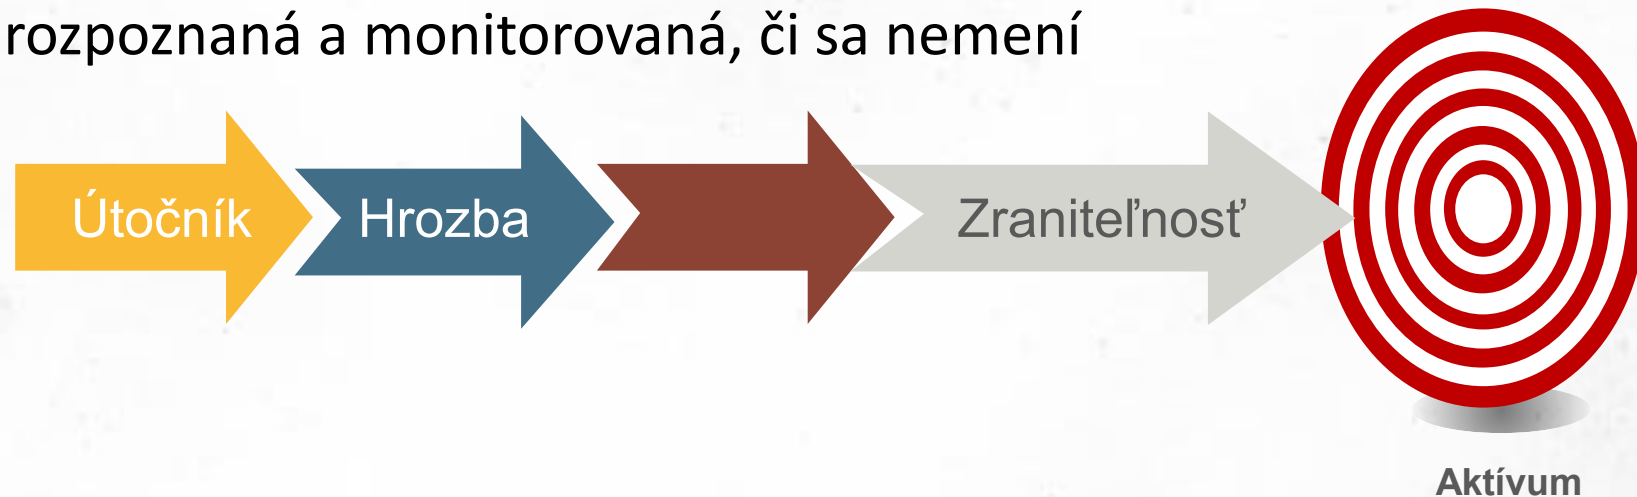 rozpoznaná a monitorovaná, či sa nemení
Útočník
Hrozba
Zraniteľnosť
Aktívum